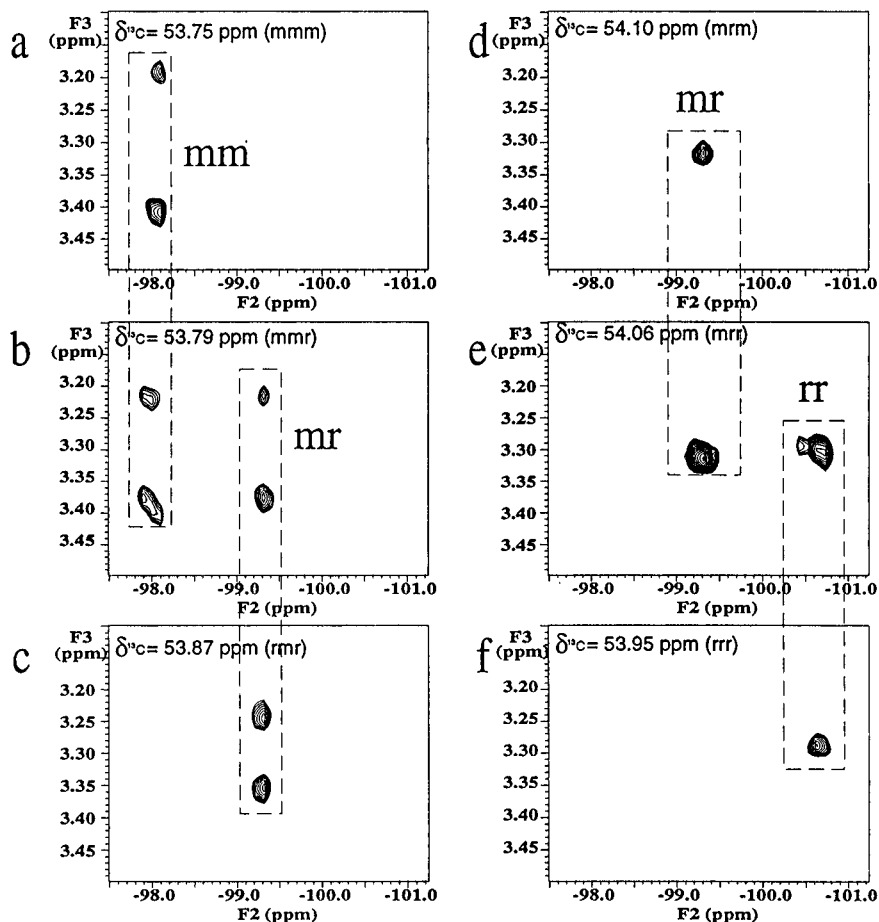 a
F3
(ppm)
δ¹³C= 53.75 ppm (mmm)
3.20
3.25
3.30
3.35
3.40
3.45
mm
-98.0 -99.0 -100.0 -101.0
F2 (ppm)
b
F3
(ppm)
δ¹³C= 53.79 ppm (mmr)
3.20
3.25
3.30
3.35
3.40
3.45
mr
-98.0 -99.0 -100.0 -101.0
F2 (ppm)
c
F3
(ppm)
δ¹³C= 53.87 ppm (rmr)
3.20
3.25
3.30
3.35
3.40
3.45
-98.0 -99.0 -100.0 -101.0
F2 (ppm)
d
F3
(ppm)
δ¹³C= 54.10 ppm (mrm)
3.20
3.25
3.30
3.35
3.40
3.45
mr
-98.0 -99.0 -100.0 -101.0
F2 (ppm)
e
F3
(ppm)
δ¹³C= 54.06 ppm (mrr)
3.20
3.25
3.30
3.35
3.40
3.45
rr
-98.0 -99.0 -100.0 -101.0
F2 (ppm)
f
F3
(ppm)
δ¹³C= 53.95 ppm (rrr)
3.20
3.25
3.30
3.35
3.40
3.45
-98.0 -99.0 -100.0 -101.0
F2 (ppm)